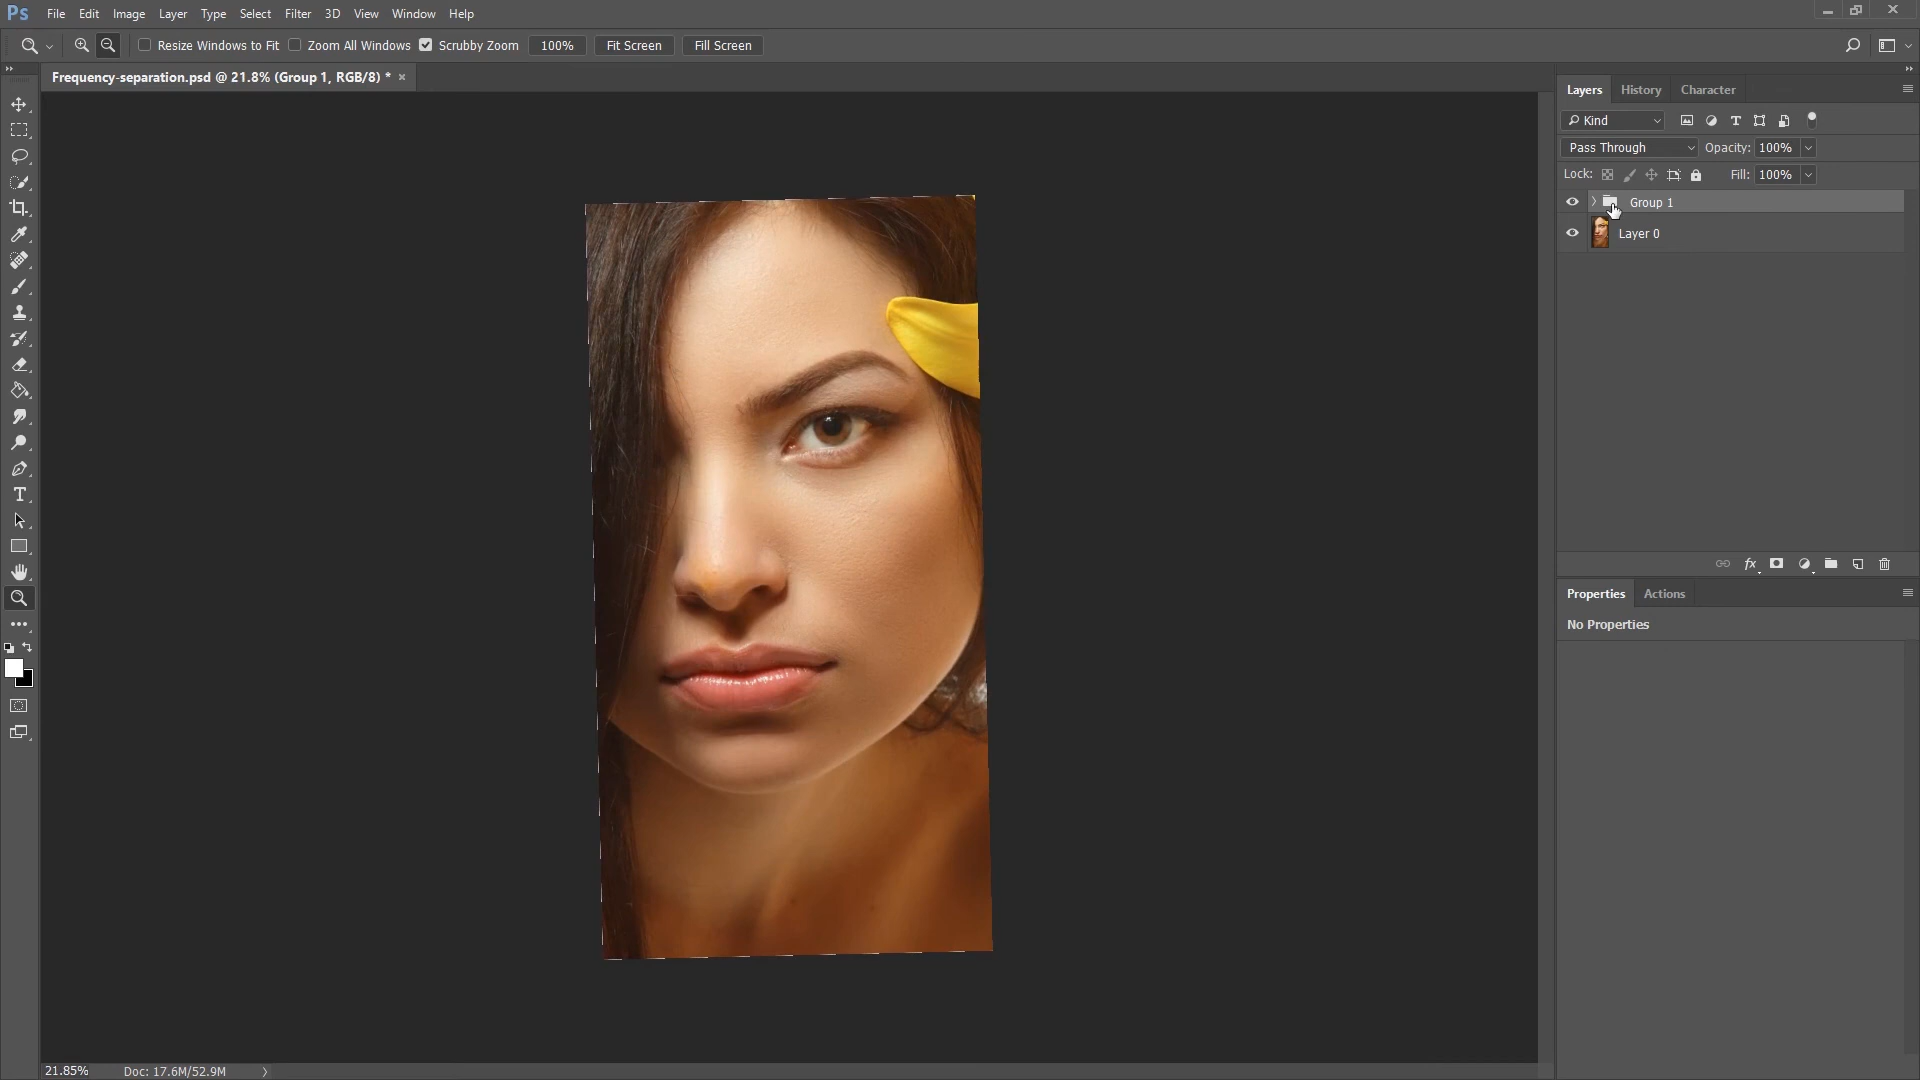 Ps File Edit Image Layer Type Select Filter 3D View Window Help
Resize Windows to Fit Zoom All Windows Scrubby Zoom 100% Fit Screen Fill Screen
Frequency-separation.psd @ 21.8% (Group 1, RGB/8) * ×
Layers History Character
Kind
Pass Through Opacity: 100%
Lock: Fill: 100%
Group 1
Layer 0
fx
Properties Actions
No Properties
21.85% Doc: 17.6M/52.9M